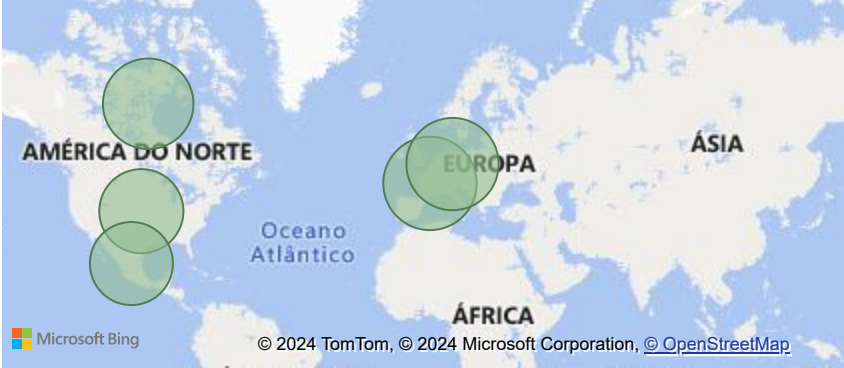 AMÉRICA DO NORTE
EUROPA
ÁSIA
Oceano
Atlântico
ÁFRICA
Microsoft Bing
© 2024 TomTom, © 2024 Microsoft Corporation, © OpenStreetMap